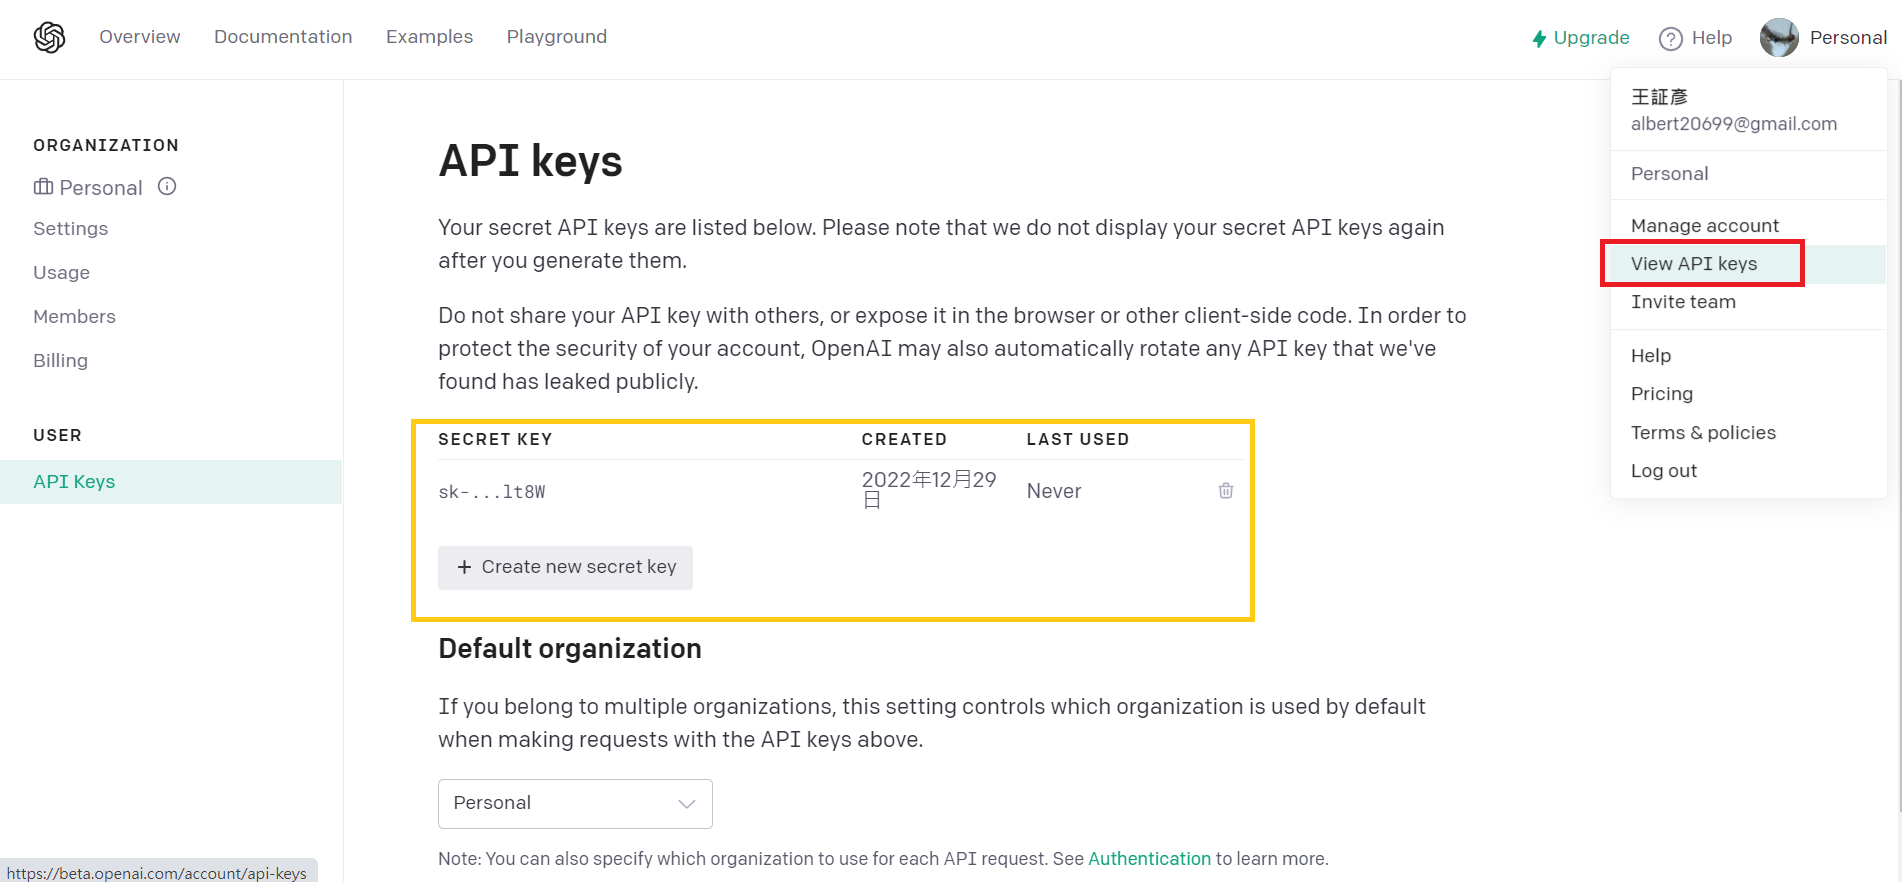 Overview Documentation Examples Playground
Upgrade Help Personal
王証彥
albert20699@gmail.com
Personal
Manage account
View API keys
Invite team
Help
Pricing
Terms & policies
Log out
ORGANIZATION
Personal
Settings
Usage
Members
Billing
USER
API Keys
API keys
Your secret API keys are listed below. Please note that we do not display your secret API keys again
after you generate them.
Do not share your API key with others, or expose it in the browser or other client-side code. In order to
protect the security of your account, OpenAI may also automatically rotate any API key that we've
found has leaked publicly.
SECRET KEY CREATED LAST USED
sk-...lt8W 2022年12月29
日 Never
+ Create new secret key
Default organization
If you belong to multiple organizations, this setting controls which organization is used by default
when making requests with the API keys above.
Personal
Note: You can also specify which organization to use for each API request. See Authentication to learn more.
https://beta.openai.com/account/api-keys